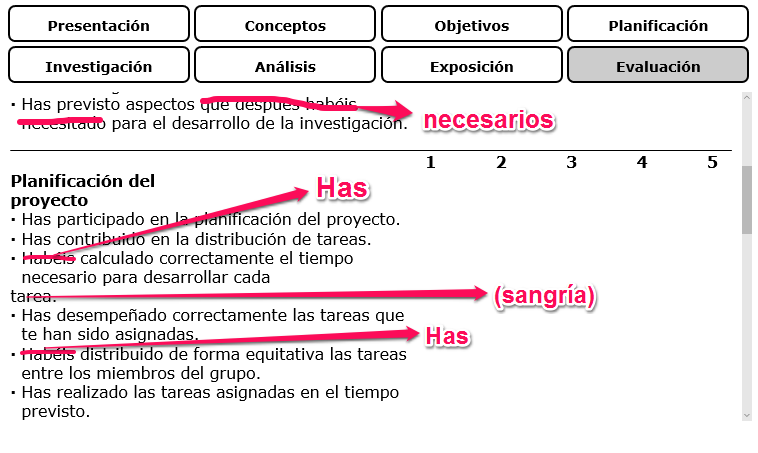 Presentación Conceptos Objetivos Planificación
Investigación Análisis Exposición Evaluación
· Has previsto aspectos que después habéis
necesitado para el desarrollo de la investigación.
necesarios
1 2 3 4 5
Planificación del
proyecto
Has
· Has participado en la planificación del proyecto.
· Has contribuido en la distribución de tareas.
· Habéis calculado correctamente el tiempo
necesario para desarrollar cada
tarea.
(sangría)
· Has desempeñado correctamente las tareas que
te han sido asignadas.
Has
· Habéis distribuido de forma equitativa las tareas
entre los miembros del grupo.
· Has realizado las tareas asignadas en el tiempo
previsto.